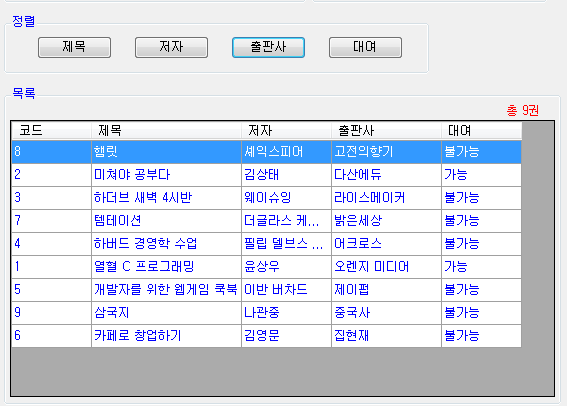 정렬
제목 저자 출판사 대여
목록
총 9권
코드 제목 저자 출판사 대여
8 햄릿 셰익스피어 고전의향기 불가능
2 미쳐야 공부다 김상태 다산에듀 가능
3 하더브 새벽 4시반 웨이슈잉 라이스메이커 불가능
7 템테이션 더글라스 케... 밝은세상 불가능
4 하버드 경영학 수업 필립 델브스 ... 어크로스 불가능
1 열혈 C 프로그래밍 윤상우 오렌지 미디어 가능
5 개발자를 위한 웹게임 쿡북 이반 버차드 제이펍 불가능
9 삼국지 나관중 중국사 불가능
6 카페로 창업하기 김영문 집현재 불가능